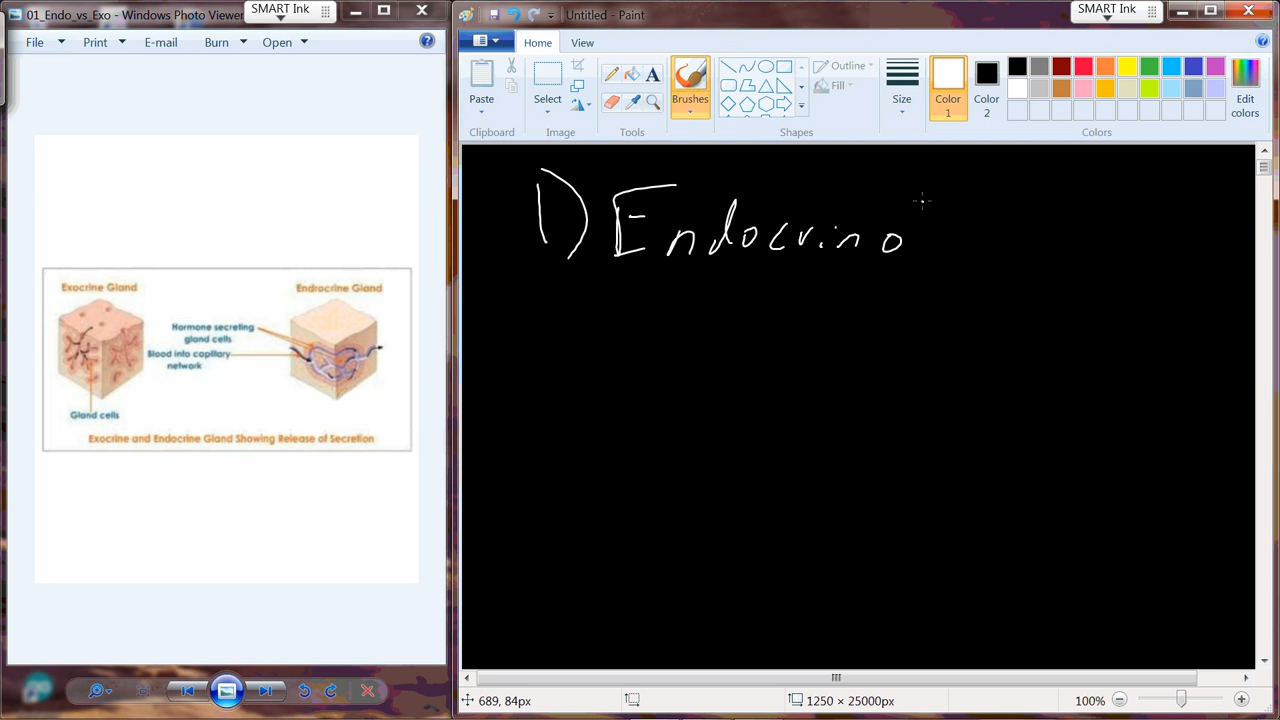 01_Endo_vs_Exo - Windows Photo Viewer
SMART Ink
File Print E-mail Burn Open
Exocrine Gland
Endrocrine Gland
Hormone secreting
gland cells
Blood into capillary
network
Gland cells
Exocrine and Endocrine Gland Showing Release of Secretion
Untitled - Paint
SMART Ink
Home View
Paste
Select
Brushes
Outline
Fill
Size
Color
1
Color
2
Edit
colors
Clipboard Image Tools Shapes Colors
1) Endocrino
689, 84px
1250 × 25000px
100%